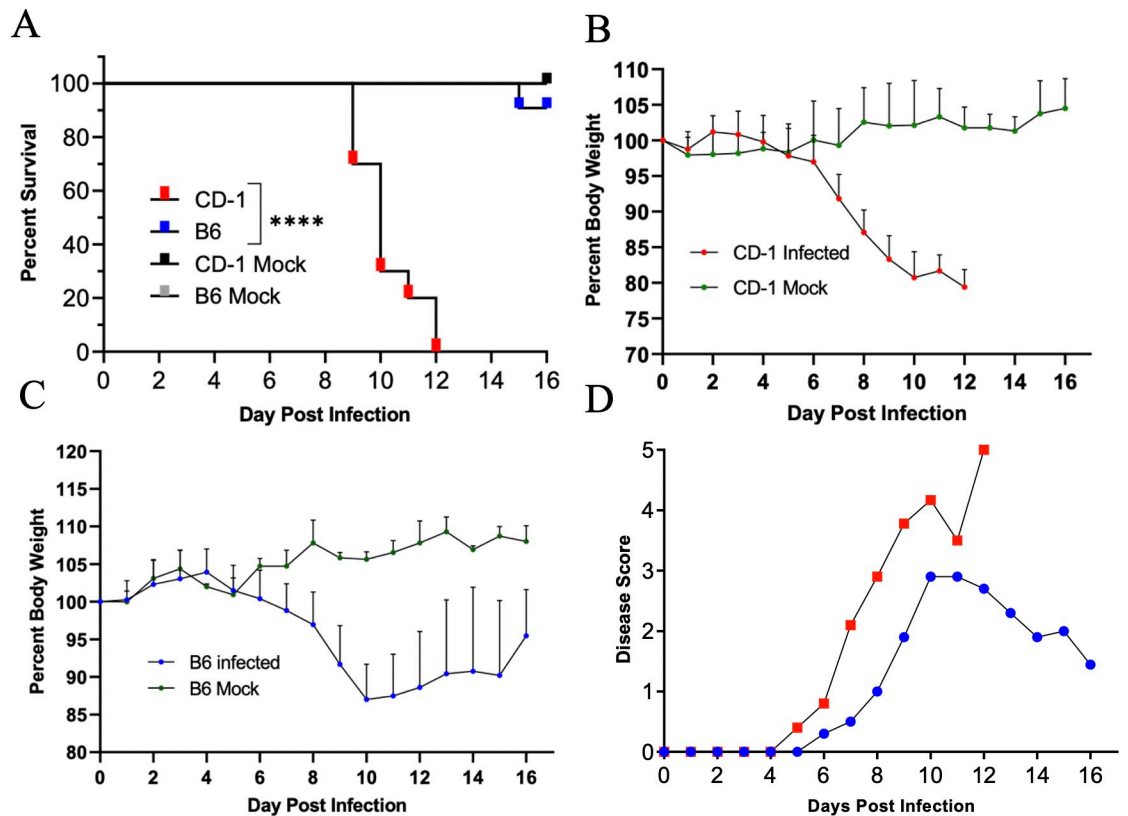 A
Percent Survival
100
80
60
40
20
0
CD-1
B6
CD-1 Mock
B6 Mock
****
0 2 4 6 8 10 12 14 16
Day Post Infection
B
Percent Body Weight
110
105
100
95
90
85
80
75
70
CD-1 Infected
CD-1 Mock
0 2 4 6 8 10 12 14 16
Day Post Infection
C
Percent Body Weight
120
115
110
105
100
95
90
85
80
B6 infected
B6 Mock
0 2 4 6 8 10 12 14 16
Day Post Infection
D
Disease Score
5
4
3
2
1
0
0 2 4 6 8 10 12 14 16
Days Post Infection